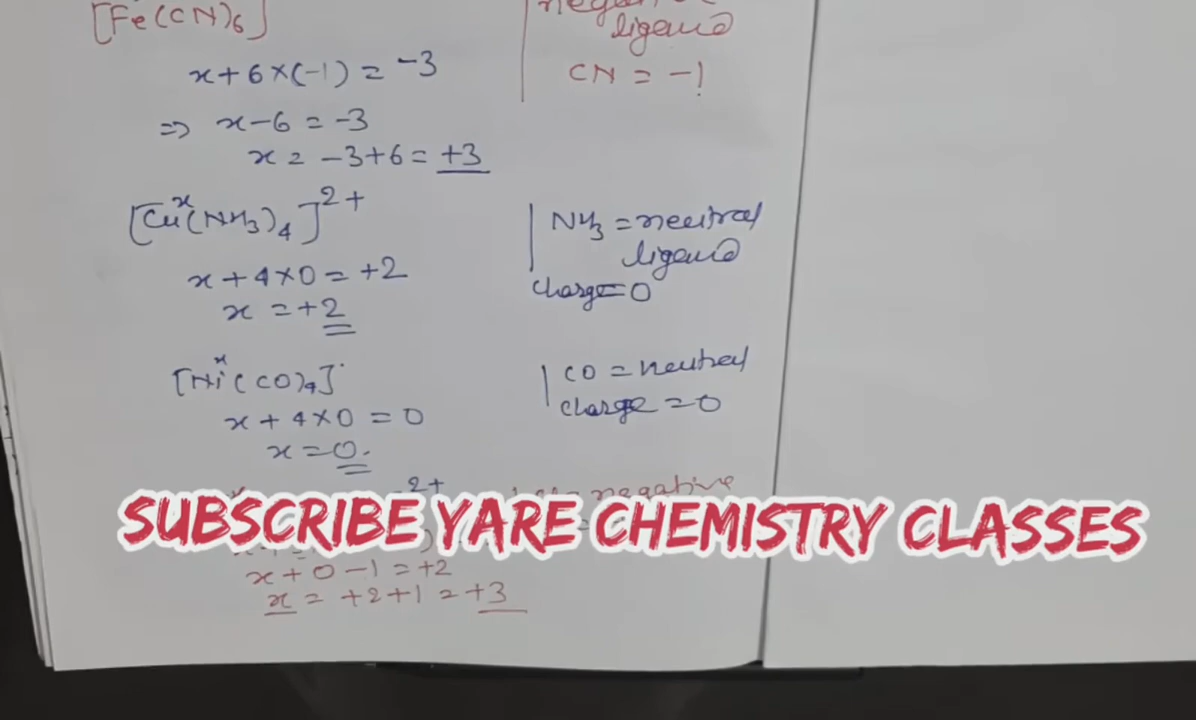 [Fe(CN)6]
ligand
CN = -1
x+6×(-1) = -3
=> x-6 = -3
x = -3+6 = +3
[Cu^x(NH3)4]^2+
NH3 = neutral
ligand
charge=0
x + 4×0 = +2
x = +2
[Ni^x(CO)4]
CO = neutral
charge = 0
x + 4×0 = 0
x = 0.
2+
negative
SUBSCRIBE YARE CHEMISTRY CLASSES
x + 0 - 1 = +2
x = +2+1 = +3